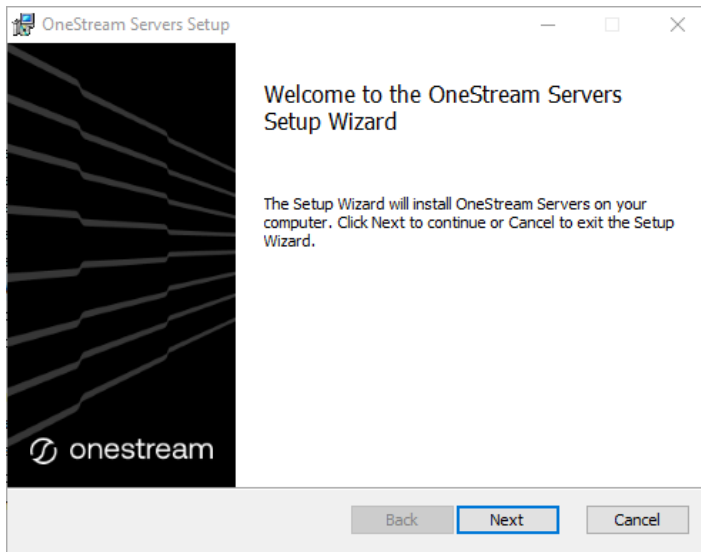 OneStream Servers Setup
Welcome to the OneStream Servers
Setup Wizard
The Setup Wizard will install OneStream Servers on your
computer. Click Next to continue or Cancel to exit the Setup
Wizard.
onestream
Back
Next
Cancel